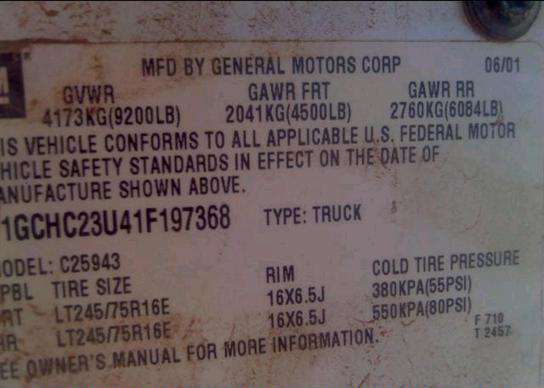 M
MFD BY GENERAL MOTORS CORP 06/01
GVWR GAWR FRT GAWR RR
4173KG(9200LB) 2041KG(4500LB) 2760KG(6084LB)
IS VEHICLE CONFORMS TO ALL APPLICABLE U.S. FEDERAL MOTOR
HICLE SAFETY STANDARDS IN EFFECT ON THE DATE OF
ANUFACTURE SHOWN ABOVE.
1GCHC23U41F197368 TYPE: TRUCK
ODEL: C25943
PBL TIRE SIZE RIM COLD TIRE PRESSURE
RT LT245/75R16E 16X6.5J 380KPA(55PSI)
RR LT245/75R16E 16X6.5J 550KPA(80PSI)
EE OWNER'S MANUAL FOR MORE INFORMATION.
F 710
T 2457